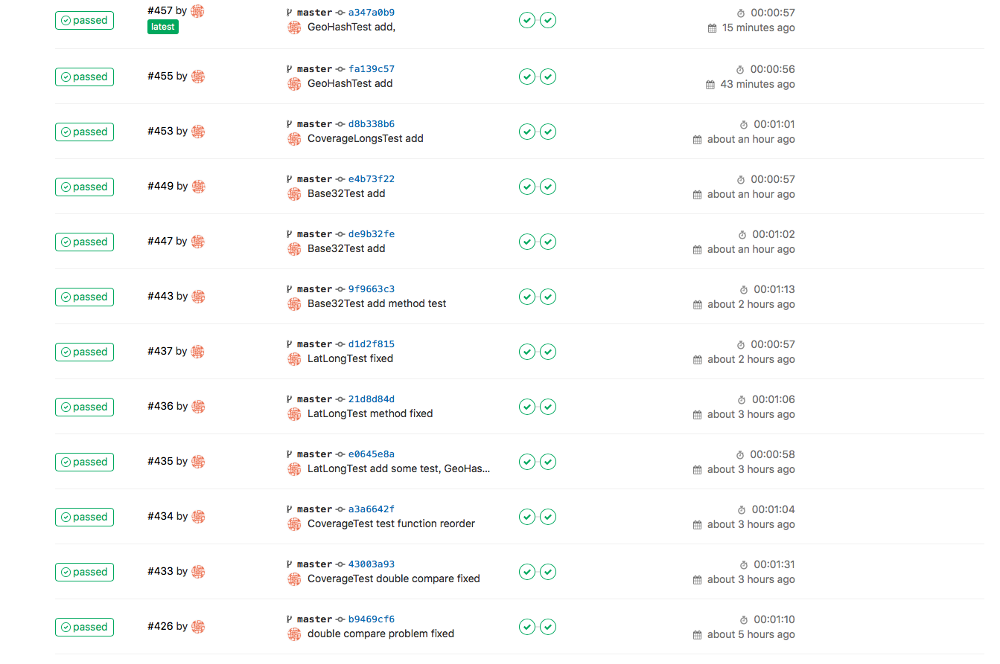 passed #457 by master a347a0b9 00:00:57
latest GeoHashTest add, 15 minutes ago
passed #455 by master fa139c57 00:00:56
GeoHashTest add 43 minutes ago
passed #453 by master d8b338b6 00:01:01
CoverageLongsTest add about an hour ago
passed #449 by master e4b73f22 00:00:57
Base32Test add about an hour ago
passed #447 by master de9b32fe 00:01:02
Base32Test add about an hour ago
passed #443 by master 9f9663c3 00:01:13
Base32Test add method test about 2 hours ago
passed #437 by master d1d2f815 00:00:57
LatLongTest fixed about 2 hours ago
passed #436 by master 21d8d84d 00:01:06
LatLongTest method fixed about 3 hours ago
passed #435 by master e0645e8a 00:00:58
LatLongTest add some test, GeoHas... about 3 hours ago
passed #434 by master a3a6642f 00:01:04
CoverageTest test function reorder about 3 hours ago
passed #433 by master 43003a93 00:01:31
CoverageTest double compare fixed about 3 hours ago
passed #426 by master b9469cf6 00:01:10
double compare problem fixed about 5 hours ago